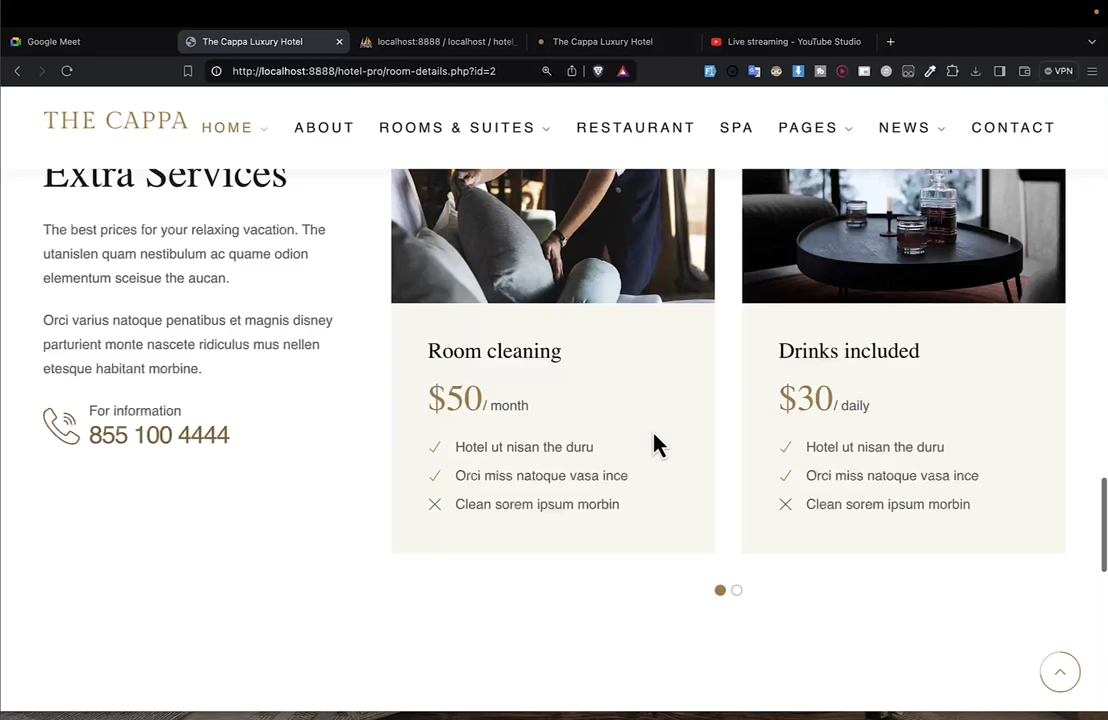 Google Meet
The Cappa Luxury Hotel
localhost:8888 / localhost / hotel_
The Cappa Luxury Hotel
Live streaming - YouTube Studio
http://localhost:8888/hotel-pro/room-details.php?id=2
VPN
THE CAPPA
HOME
ABOUT
ROOMS & SUITES
RESTAURANT
SPA
PAGES
NEWS
CONTACT
Extra Services
The best prices for your relaxing vacation. The
utanislen quam nestibulum ac quame odion
elementum sceisue the aucan.
Orci varius natoque penatibus et magnis disney
parturient monte nascete ridiculus mus nellen
etesque habitant morbine.
For information
855 100 4444
Room cleaning
$50/ month
Hotel ut nisan the duru
Orci miss natoque vasa ince
Clean sorem ipsum morbin
Drinks included
$30/ daily
Hotel ut nisan the duru
Orci miss natoque vasa ince
Clean sorem ipsum morbin